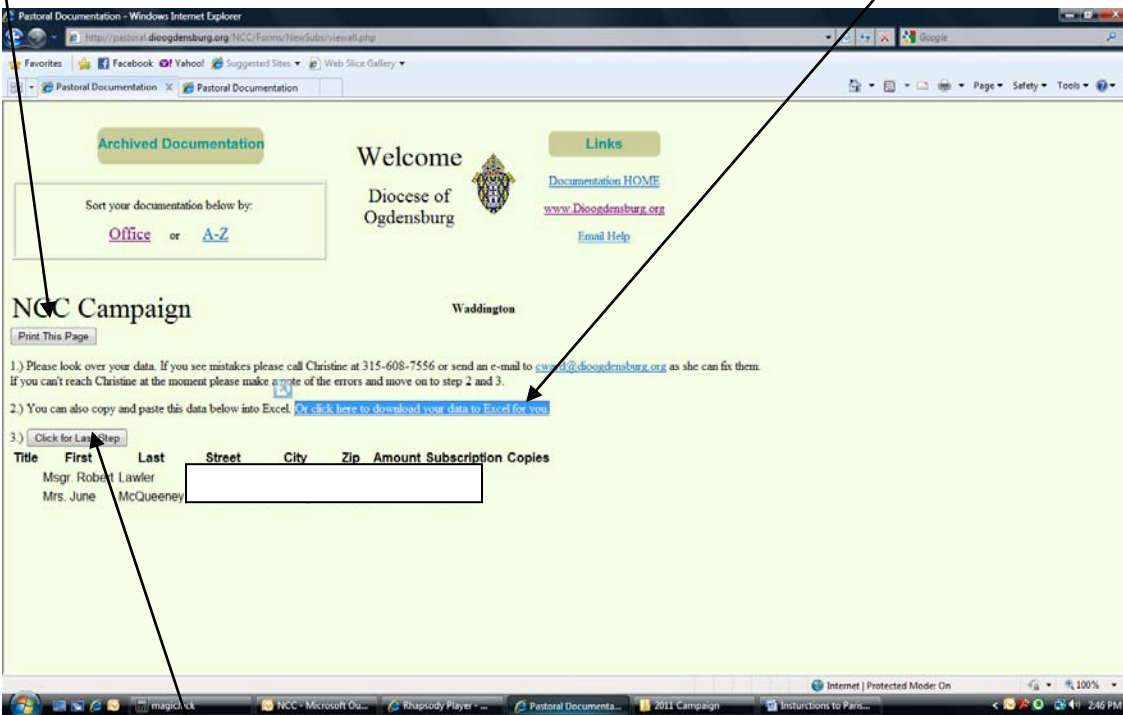 Pastoral Documentation - Windows Internet Explorer
http://pastoral.dioogdensburg.org/NCC/Forms/NewSubs/viewall.php
Google
Favorites Facebook Yahoo! Suggested Sites Web Slice Gallery
Pastoral Documentation Pastoral Documentation
Page Safety Tools
Archived Documentation
Sort your documentation below by:
Office or A-Z
Welcome
Diocese of
Ogdensburg
Links
Documentation HOME
www.Dioogdensburg.org
Email Help
NCC Campaign
Waddington
Print This Page
1.) Please look over your data. If you see mistakes please call Christine at 315-608-7556 or send an e-mail to cward@dioogdensburg.org as she can fix them.
If you can't reach Christine at the moment please make a note of the errors and move on to step 2 and 3.
2.) You can also copy and paste this data below into Excel. Or click here to download your data to Excel for you
3.) Click for Last Step
Title First Last Street City Zip Amount Subscription Copies
Msgr. Robert Lawler
Mrs. June McQueeney
Internet | Protected Mode: On
100%
NCC - Microsoft Ou...
Rhapsody Player - ...
Pastoral Documenta...
2011 Campaign
Insturctions to Paris...
2:46 PM